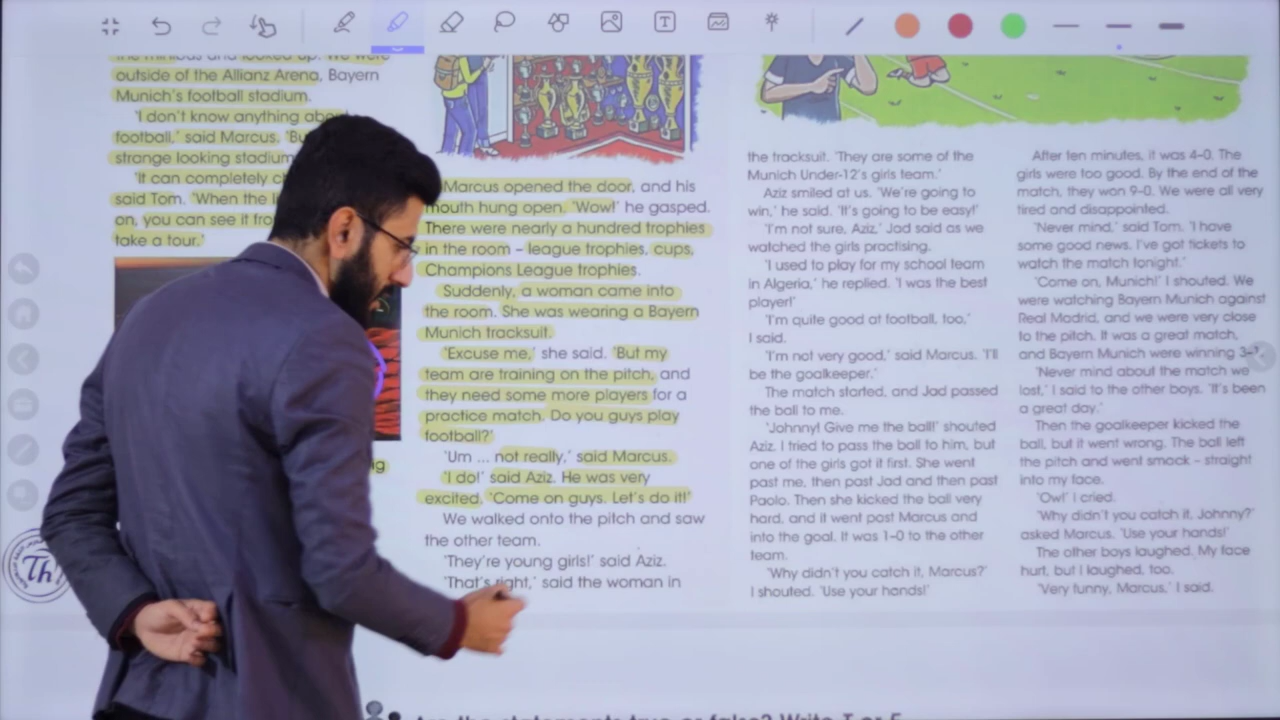 the minibus and looked up. We were
outside of the Allianz Arena, Bayern
Munich's football stadium.
'I don't know anything about
football,' said Marcus.
strange looking stadium
'It can completely
said Tom. 'When the
on, you can see it
take a tour.'
Marcus opened the door, and his
mouth hung open. 'Wow!' he gasped.
There were nearly a hundred trophies
in the room – league trophies, cups,
Champions League trophies.
Suddenly, a woman came into
the room. She was wearing a Bayern
Munich tracksuit.
'Excuse me,' she said. 'But my
team are training on the pitch, and
they need some more players for a
practice match. Do you guys play
football?'
'Um ... not really,' said Marcus.
'I do!' said Aziz. He was very
excited. 'Come on guys. Let's do it!'
We walked onto the pitch and saw
the other team.
'They're young girls!' said Aziz.
'That's right,' said the woman in
the tracksuit. 'They are some of the
Munich Under-12's girls team.'
Aziz smiled at us. 'We're going to
win,' he said. 'It's going to be easy!'
'I'm not sure, Aziz,' Jad said as we
watched the girls practising.
'I used to play for my school team
in Algeria,' he replied. 'I was the best
player!'
'I'm quite good at football, too,'
I said.
'I'm not very good,' said Marcus. 'I'll
be the goalkeeper.'
The match started, and Jad passed
the ball to me.
'Johnny! Give me the ball!' shouted
Aziz. I tried to pass the ball to him, but
one of the girls got it first. She went
past me, then past Jad and then past
Paolo. Then she kicked the ball very
hard, and it went past Marcus and
into the goal. It was 1–0 to the other
team.
'Why didn't you catch it, Marcus?'
I shouted. 'Use your hands!'
After ten minutes, it was 4–0. The
girls were too good. By the end of the
match, they won 9–0. We were all very
tired and disappointed.
'Never mind,' said Tom. 'I have
some good news. I've got tickets to
watch the match tonight.'
'Come on, Munich!' I shouted. We
were watching Bayern Munich against
Real Madrid, and we were very close
to the pitch. It was a great match,
and Bayern Munich were winning
'Never mind about the match we
lost,' I said to the other boys. 'It's been
a great day.'
Then the goalkeeper kicked the
ball, but it went wrong. The ball left
the pitch and went smack – straight
into my face.
'Ow!' I cried.
'Why didn't you catch it, Johnny?'
asked Marcus. 'Use your hands!'
The other boys laughed. My face
hurt, but I laughed, too.
'Very funny, Marcus,' I said.
Th